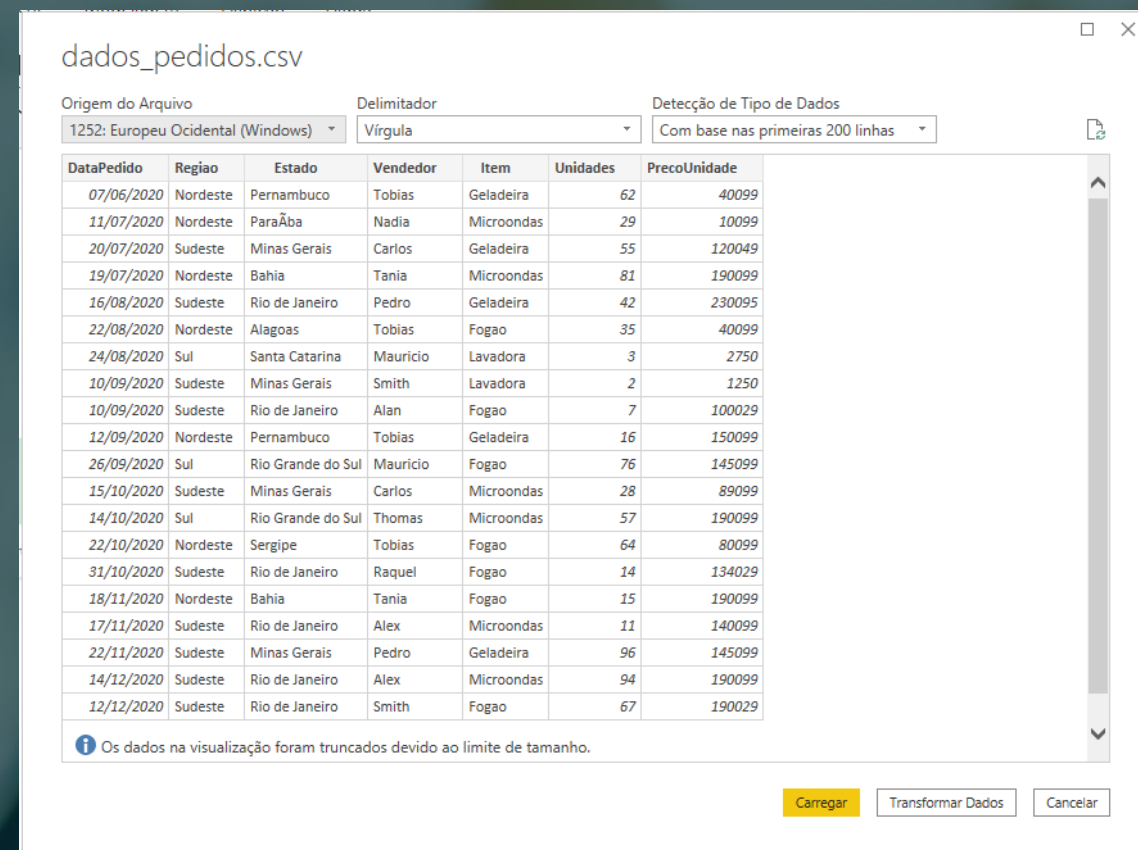 dados_pedidos.csv
Origem do Arquivo Delimitador Detecção de Tipo de Dados
1252: Europeu Ocidental (Windows) Vírgula Com base nas primeiras 200 linhas
DataPedido Regiao Estado Vendedor Item Unidades PrecoUnidade
07/06/2020 Nordeste Pernambuco Tobias Geladeira 62 40099
11/07/2020 Nordeste ParaÃba Nadia Microondas 29 10099
20/07/2020 Sudeste Minas Gerais Carlos Geladeira 55 120049
19/07/2020 Nordeste Bahia Tania Microondas 81 190099
16/08/2020 Sudeste Rio de Janeiro Pedro Geladeira 42 230095
22/08/2020 Nordeste Alagoas Tobias Fogao 35 40099
24/08/2020 Sul Santa Catarina Mauricio Lavadora 3 2750
10/09/2020 Sudeste Minas Gerais Smith Lavadora 2 1250
10/09/2020 Sudeste Rio de Janeiro Alan Fogao 7 100029
12/09/2020 Nordeste Pernambuco Tobias Geladeira 16 150099
26/09/2020 Sul Rio Grande do Sul Mauricio Fogao 76 145099
15/10/2020 Sudeste Minas Gerais Carlos Microondas 28 89099
14/10/2020 Sul Rio Grande do Sul Thomas Microondas 57 190099
22/10/2020 Nordeste Sergipe Tobias Fogao 64 80099
31/10/2020 Sudeste Rio de Janeiro Raquel Fogao 14 134029
18/11/2020 Nordeste Bahia Tania Fogao 15 190099
17/11/2020 Sudeste Rio de Janeiro Alex Microondas 11 140099
22/11/2020 Sudeste Minas Gerais Pedro Geladeira 96 145099
14/12/2020 Sudeste Rio de Janeiro Alex Microondas 94 190099
12/12/2020 Sudeste Rio de Janeiro Smith Fogao 67 190029
Os dados na visualização foram truncados devido ao limite de tamanho.
Carregar Transformar Dados Cancelar